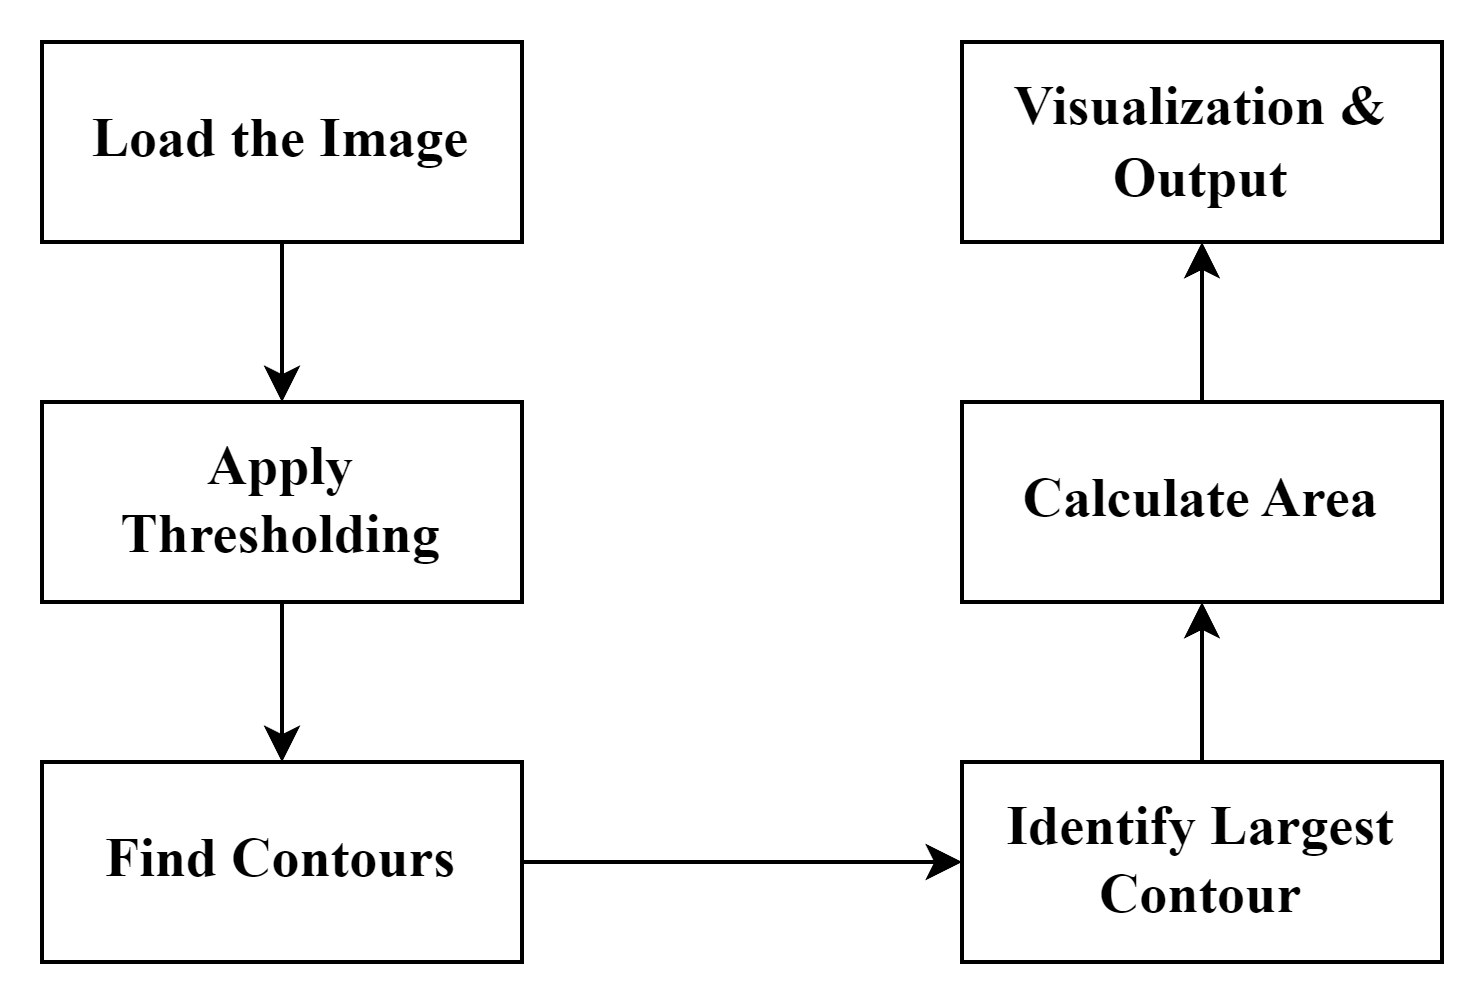 Load the Image
Apply
Thresholding
Find Contours
Identify Largest
Contour
Calculate Area
Visualization &
Output